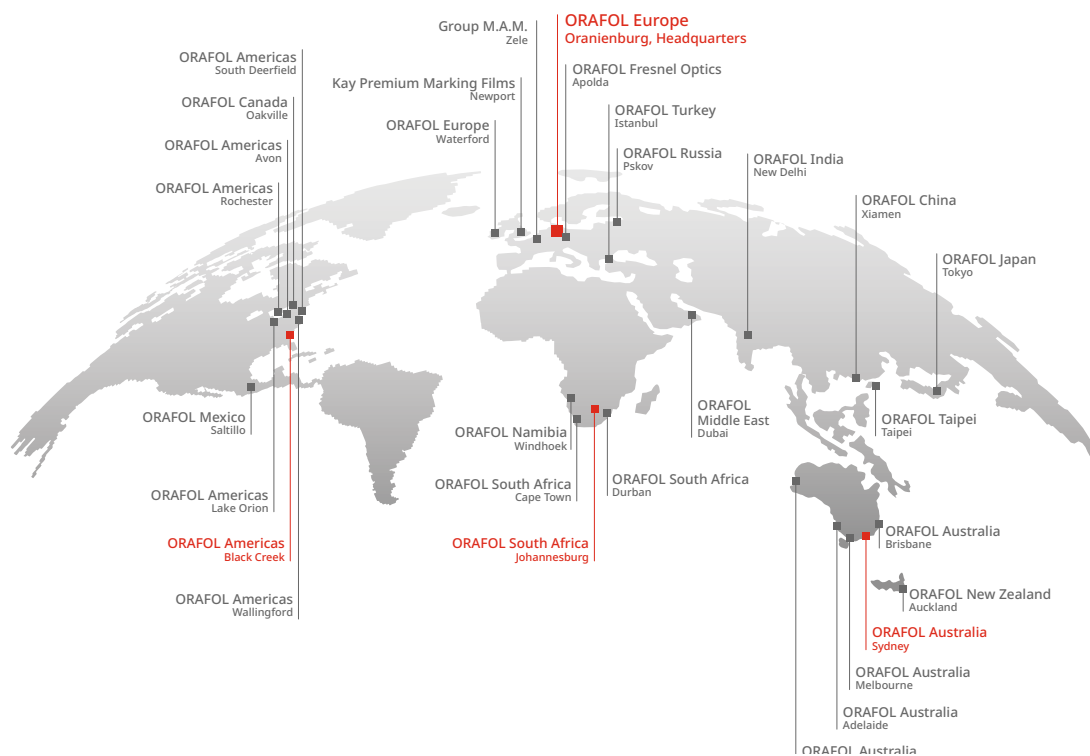 ORAFOL Europe
Oranienburg, Headquarters
Group M.A.M.
Zele
ORAFOL Americas
South Deerfield
ORAFOL Fresnel Optics
Apolda
Kay Premium Marking Films
Newport
ORAFOL Canada
Oakville
ORAFOL Turkey
Istanbul
ORAFOL Europe
Waterford
ORAFOL Americas
Avon
ORAFOL Russia
Pskov
ORAFOL India
New Delhi
ORAFOL Americas
Rochester
ORAFOL China
Xiamen
ORAFOL Japan
Tokyo
ORAFOL Mexico
Saltillo
ORAFOL
Middle East
Dubai
ORAFOL Taipei
Taipei
ORAFOL Namibia
Windhoek
ORAFOL South Africa
Cape Town
ORAFOL South Africa
Durban
ORAFOL Americas
Lake Orion
ORAFOL Australia
Brisbane
ORAFOL Americas
Black Creek
ORAFOL South Africa
Johannesburg
ORAFOL New Zealand
Auckland
ORAFOL Americas
Wallingford
ORAFOL Australia
Sydney
ORAFOL Australia
Melbourne
ORAFOL Australia
Adelaide
ORAFOL Australia